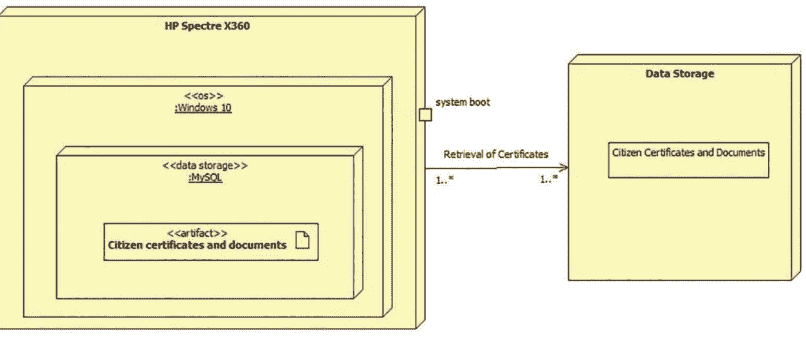 HP Spectre X360
<<os>>
:Windows 10
<<data storage>>
:MySQL
<<artifact>>
Citizen certificates and documents
system boot
Retrieval of Certificates
1..*
1..*
Data Storage
Citizen Certificates and Documents